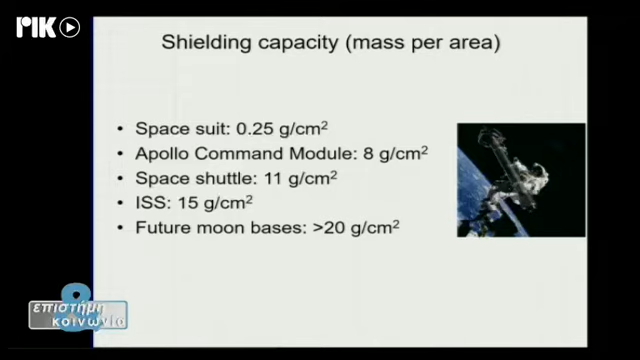 ΡΙΚ
Shielding capacity (mass per area)
• Space suit: 0.25 g/cm²
• Apollo Command Module: 8 g/cm²
• Space shuttle: 11 g/cm²
• ISS: 15 g/cm²
• Future moon bases: >20 g/cm²
&
επιστήμη
κοινωνία